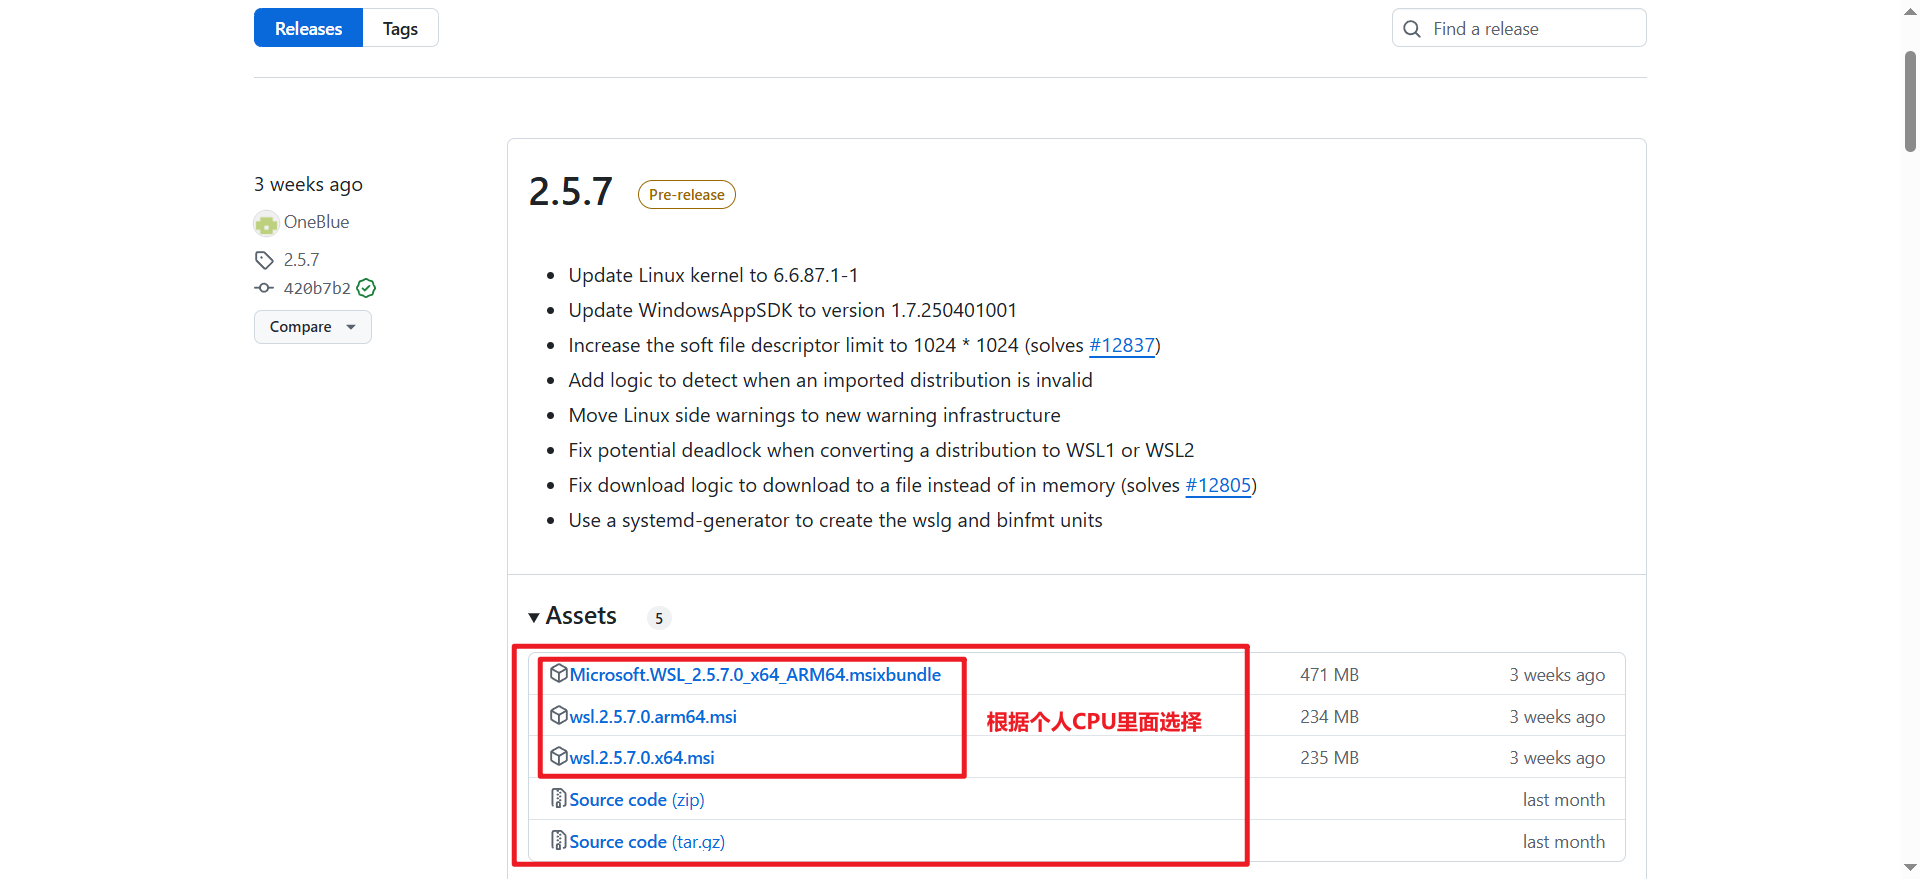 Releases
Tags
Find a release
3 weeks ago
OneBlue
2.5.7
420b7b2
Compare
2.5.7
Pre-release
Update Linux kernel to 6.6.87.1-1
Update WindowsAppSDK to version 1.7.250401001
Increase the soft file descriptor limit to 1024 * 1024 (solves #12837)
Add logic to detect when an imported distribution is invalid
Move Linux side warnings to new warning infrastructure
Fix potential deadlock when converting a distribution to WSL1 or WSL2
Fix download logic to download to a file instead of in memory (solves #12805)
Use a systemd-generator to create the wslg and binfmt units
Assets 5
Microsoft.WSL_2.5.7.0_x64_ARM64.msixbundle 471 MB 3 weeks ago
wsl.2.5.7.0.arm64.msi 234 MB 3 weeks ago
根据个人CPU里面选择
wsl.2.5.7.0.x64.msi 235 MB 3 weeks ago
Source code (zip) last month
Source code (tar.gz) last month